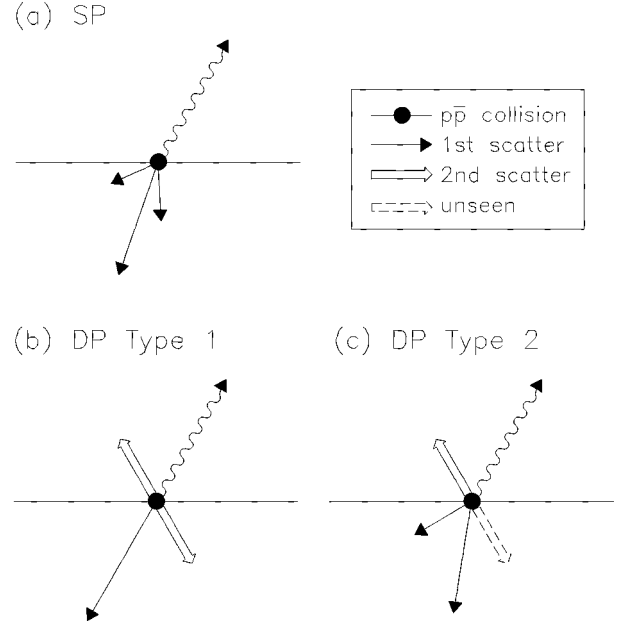 (a) SP
pp̅ collision
1st scatter
2nd scatter
unseen
(b) DP Type 1
(c) DP Type 2